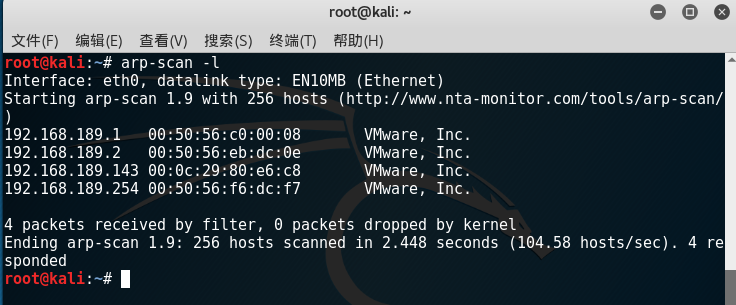 root@kali: ~
文件(F) 编辑(E) 查看(V) 搜索(S) 终端(T) 帮助(H)
root@kali:~# arp-scan -l
Interface: eth0, datalink type: EN10MB (Ethernet)
Starting arp-scan 1.9 with 256 hosts (http://www.nta-monitor.com/tools/arp-scan/
)
192.168.189.1 00:50:56:c0:00:08 VMware, Inc.
192.168.189.2 00:50:56:eb:dc:0e VMware, Inc.
192.168.189.143 00:0c:29:80:e6:c8 VMware, Inc.
192.168.189.254 00:50:56:f6:dc:f7 VMware, Inc.
4 packets received by filter, 0 packets dropped by kernel
Ending arp-scan 1.9: 256 hosts scanned in 2.448 seconds (104.58 hosts/sec). 4 re
sponded
root@kali:~#